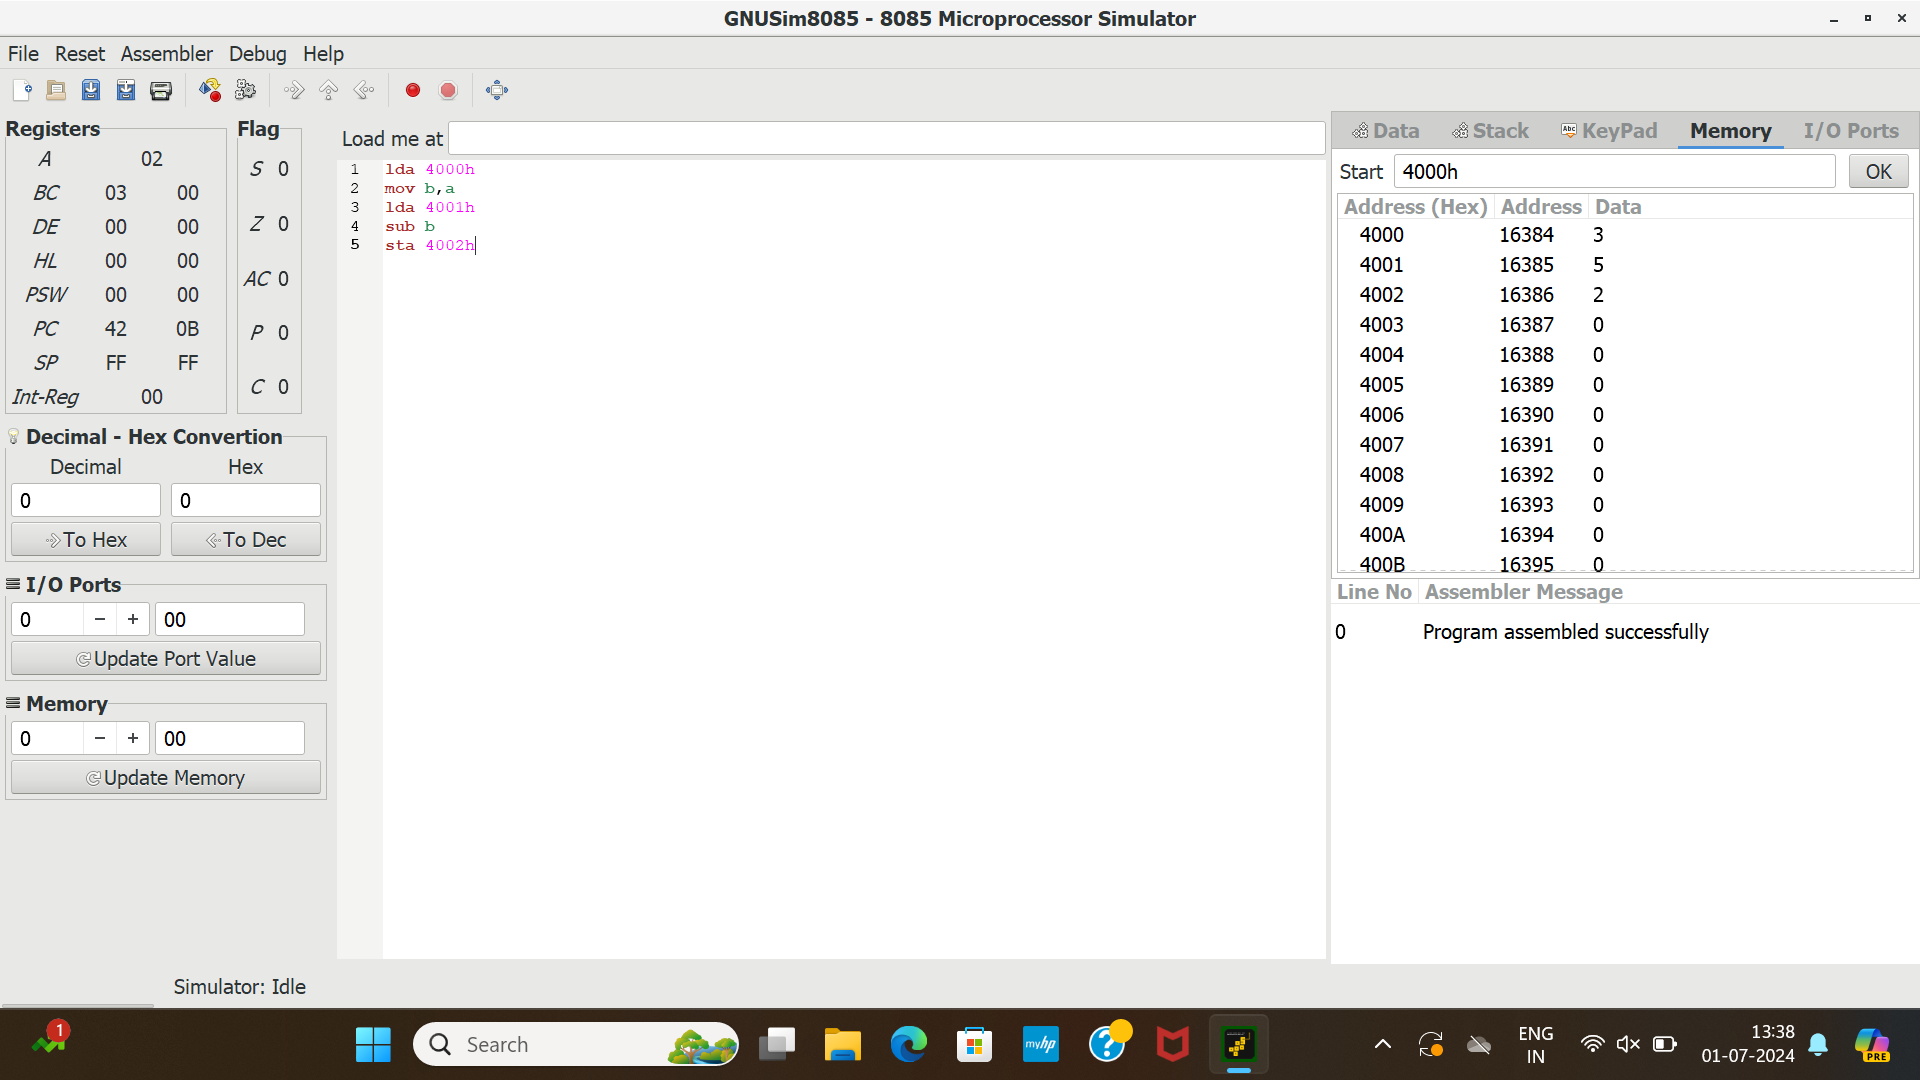 GNUSim8085 - 8085 Microprocessor Simulator
File Reset Assembler Debug Help
Registers
A 02
BC 03 00
DE 00 00
HL 00 00
PSW 00 00
PC 42 0B
SP FF FF
Int-Reg 00
Flag
S 0
Z 0
AC 0
P 0
C 0
Decimal - Hex Convertion
Decimal Hex
0 0
To Hex To Dec
I/O Ports
0 − + 00
Update Port Value
Memory
0 − + 00
Update Memory
Load me at
1 lda 4000h
2 mov b,a
3 lda 4001h
4 sub b
5 sta 4002h
Data Stack Abc KeyPad Memory I/O Ports
Start 4000h OK
Address (Hex) Address Data
4000 16384 3
4001 16385 5
4002 16386 2
4003 16387 0
4004 16388 0
4005 16389 0
4006 16390 0
4007 16391 0
4008 16392 0
4009 16393 0
400A 16394 0
400B 16395 0
Line No Assembler Message
0 Program assembled successfully
Simulator: Idle
1
Search
myhp
ENG
IN
13:38
01-07-2024
PRE